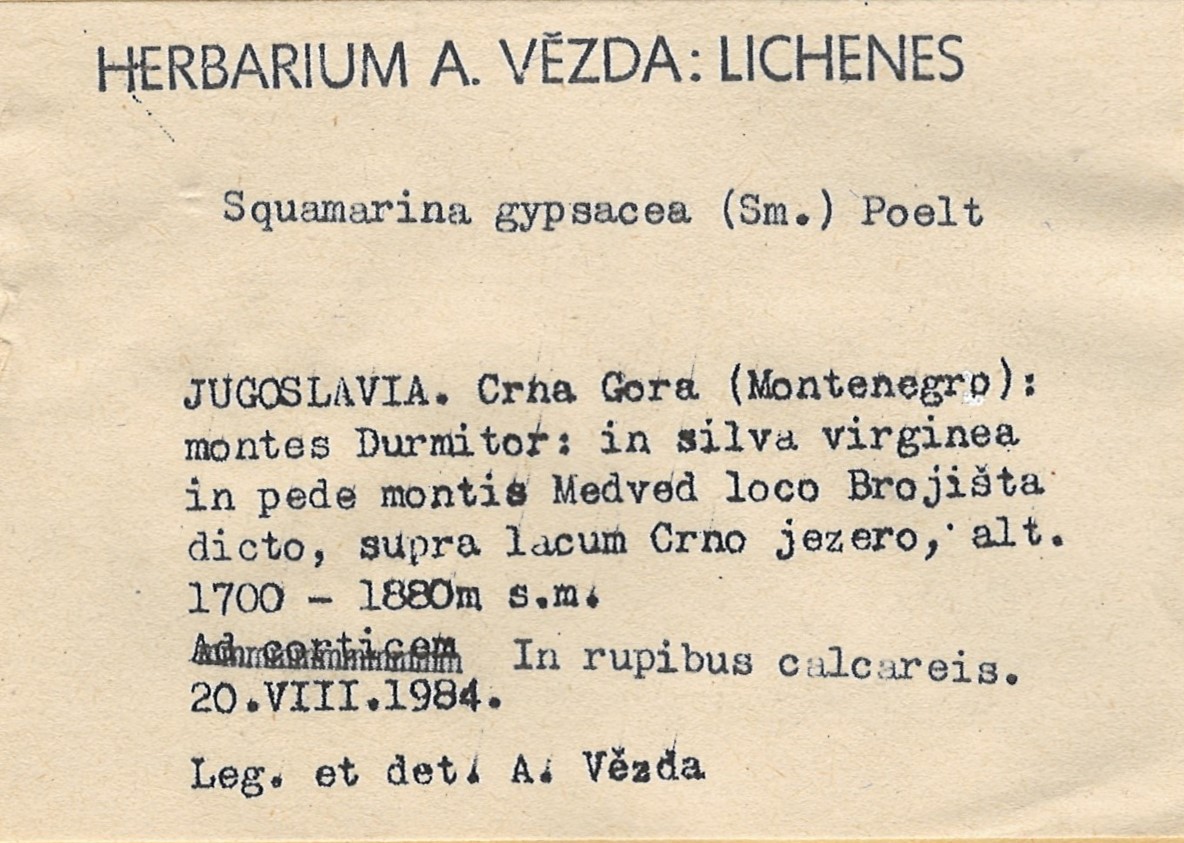 HERBARIUM A. VĚZDA: LICHENES
Squamarina gypsacea (Sm.) Poelt
JUGOSLAVIA. Crna Gora (Montenegro):
montes Durmitor: in silva virginea
in pede montis Medved loco Brojišta
dicto, supra lacum Crno jezero, alt.
1700 - 1880m s.m.
Ad corticem In rupibus calcareis.
20.VIII.1984.
Leg. et det. A. Vězda